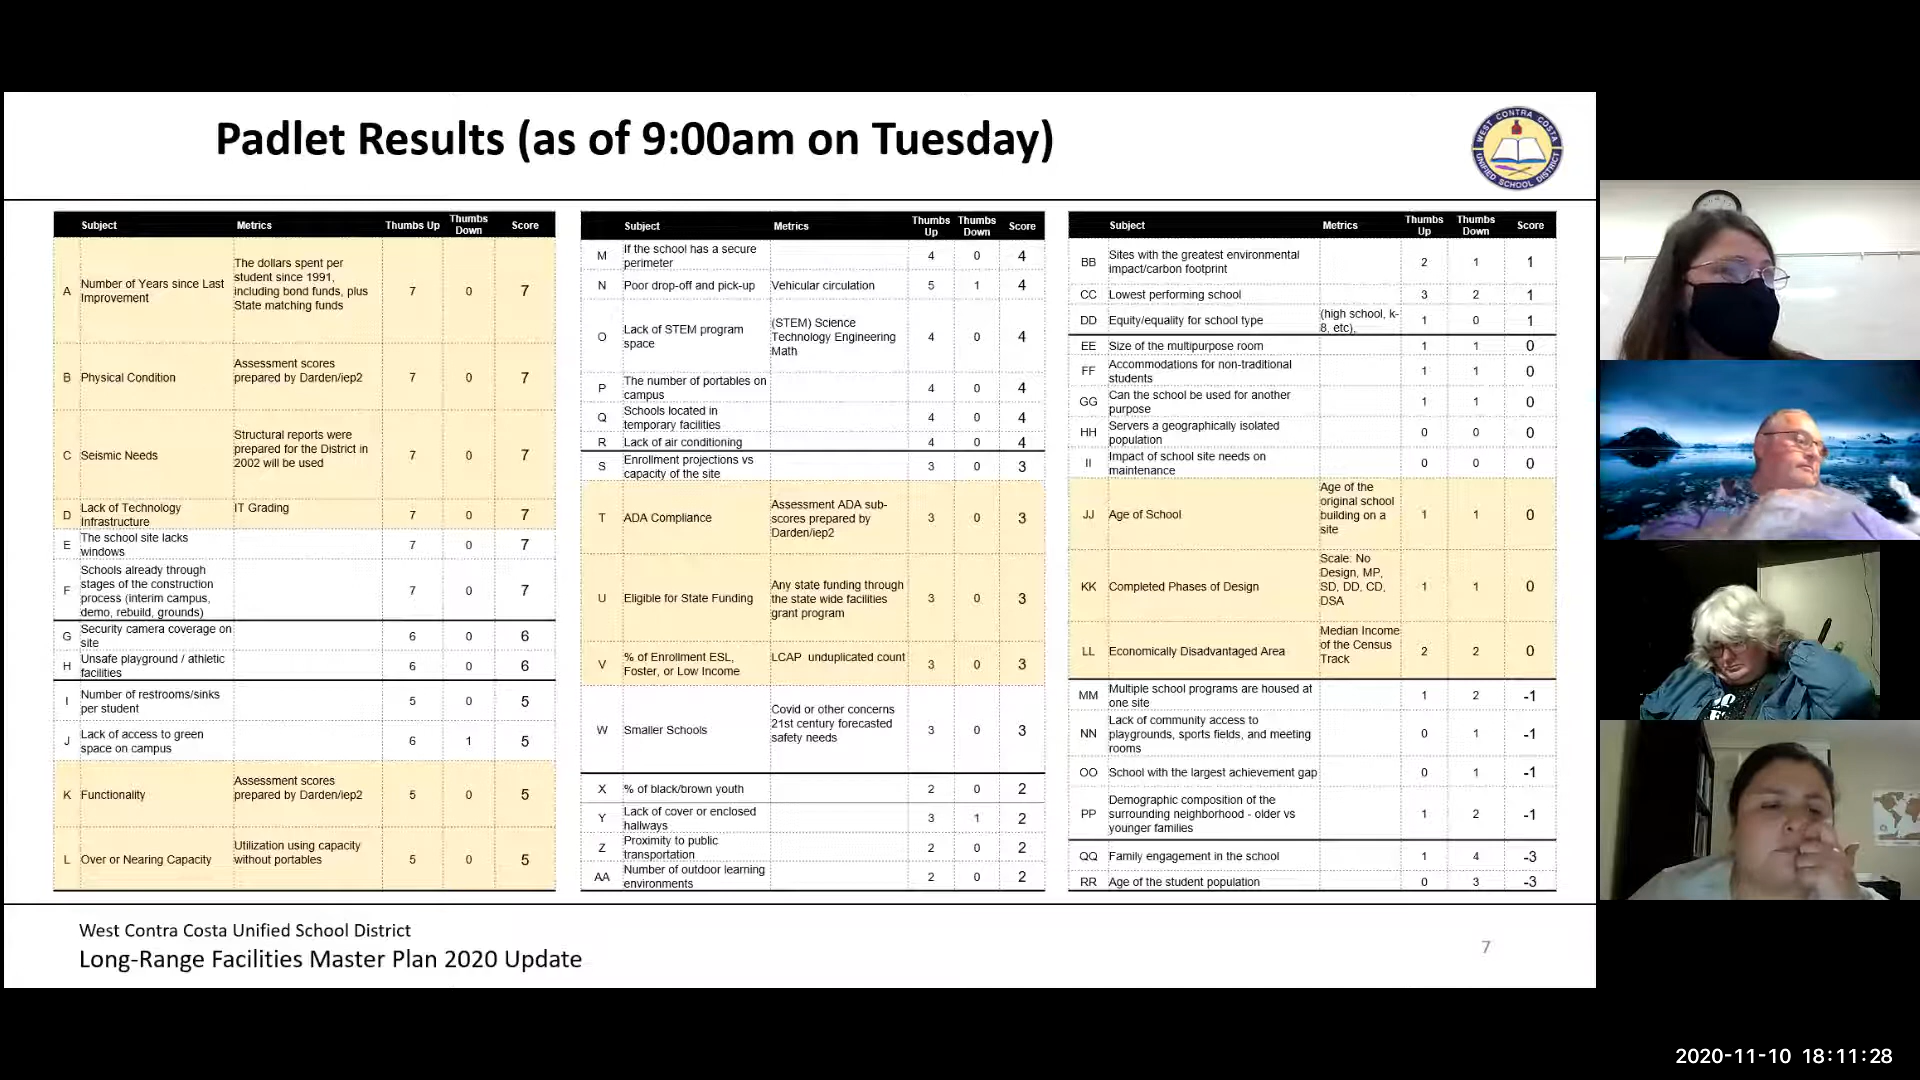 Padlet Results (as of 9:00am on Tuesday)
WEST CONTRA COSTA
UNIFIED SCHOOL DISTRICT
Subject Metrics Thumbs Up Thumbs Down Score
A Number of Years since Last Improvement The dollars spent per student since 1991, including bond funds, plus State matching funds 7 0 7
B Physical Condition Assessment scores prepared by Darden/iep2 7 0 7
C Seismic Needs Structural reports were prepared for the District in 2002 will be used 7 0 7
D Lack of Technology Infrastructure IT Grading 7 0 7
E The school site lacks windows 7 0 7
F Schools already through stages of the construction process (interim campus, demo, rebuild, grounds) 7 0 7
G Security camera coverage on site 6 0 6
H Unsafe playground / athletic facilities 6 0 6
I Number of restrooms/sinks per student 5 0 5
J Lack of access to green space on campus 6 1 5
K Functionality Assessment scores prepared by Darden/iep2 5 0 5
L Over or Nearing Capacity Utilization using capacity without portables 5 0 5
Subject Metrics Thumbs Up Thumbs Down Score
M If the school has a secure perimeter 4 0 4
N Poor drop-off and pick-up Vehicular circulation 5 1 4
O Lack of STEM program space (STEM) Science Technology Engineering Math 4 0 4
P The number of portables on campus 4 0 4
Q Schools located in temporary facilities 4 0 4
R Lack of air conditioning 4 0 4
S Enrollment projections vs capacity of the site 3 0 3
T ADA Compliance Assessment ADA sub-scores prepared by Darden/iep2 3 0 3
U Eligible for State Funding Any state funding through the state wide facilities grant program 3 0 3
V % of Enrollment ESL, Foster, or Low Income LCAP unduplicated count 3 0 3
W Smaller Schools Covid or other concerns 21st century forecasted safety needs 3 0 3
X % of black/brown youth 2 0 2
Y Lack of cover or enclosed hallways 3 1 2
Z Proximity to public transportation 2 0 2
AA Number of outdoor learning environments 2 0 2
Subject Metrics Thumbs Up Thumbs Down Score
BB Sites with the greatest environmental impact/carbon footprint 2 1 1
CC Lowest performing school 3 2 1
DD Equity/equality for school type (high school, k-8, etc), 1 0 1
EE Size of the multipurpose room 1 1 0
FF Accommodations for non-traditional students 1 1 0
GG Can the school be used for another purpose 1 1 0
HH Servers a geographically isolated population 0 0 0
II Impact of school site needs on maintenance 0 0 0
JJ Age of School Age of the original school building on a site 1 1 0
KK Completed Phases of Design Scale: No Design, MP, SD, DD, CD, DSA 1 1 0
LL Economically Disadvantaged Area Median Income of the Census Track 2 2 0
MM Multiple school programs are housed at one site 1 2 -1
NN Lack of community access to playgrounds, sports fields, and meeting rooms 0 1 -1
OO School with the largest achievement gap 0 1 -1
PP Demographic composition of the surrounding neighborhood - older vs younger families 1 2 -1
QQ Family engagement in the school 1 4 -3
RR Age of the student population 0 3 -3
West Contra Costa Unified School District
Long-Range Facilities Master Plan 2020 Update
7
2020-11-10 18:11:28